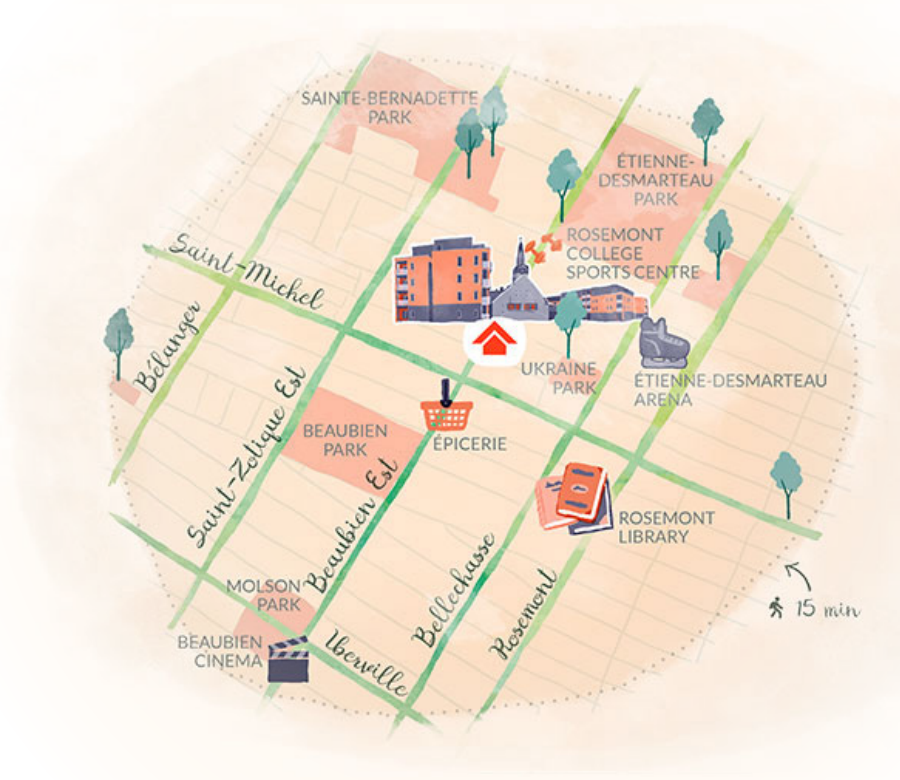 SAINTE-BERNADETTE
PARK
ÉTIENNE-
DESMARTEAU
PARK
ROSEMONT
COLLEGE
SPORTS CENTRE
Saint-Michel
Bélanger
UKRAINE
PARK
ÉTIENNE-DESMARTEAU
ARENA
Saint-Zotique Est
BEAUBIEN
PARK
ÉPICERIE
Beaubien Est
ROSEMONT
LIBRARY
Bellechasse
Rosemont
MOLSON
PARK
BEAUBIEN
CINEMA
Iberville
15 min